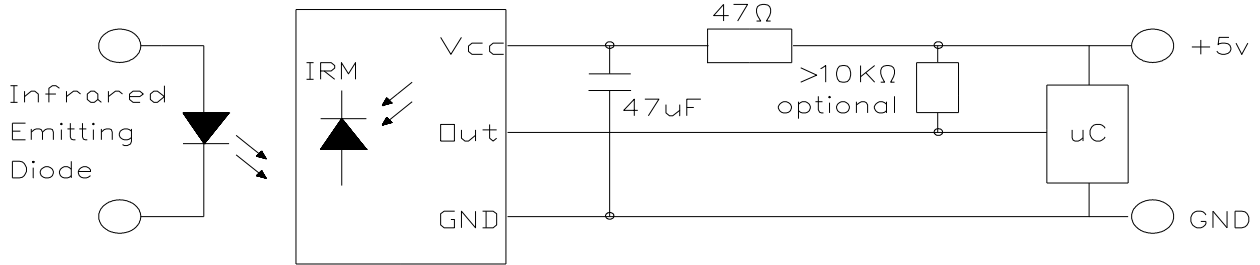 47Ω
Vcc
+5v
IRM
>10KΩ
optional
Infrared
Emitting
Diode
47uF
Out
uC
GND
GND